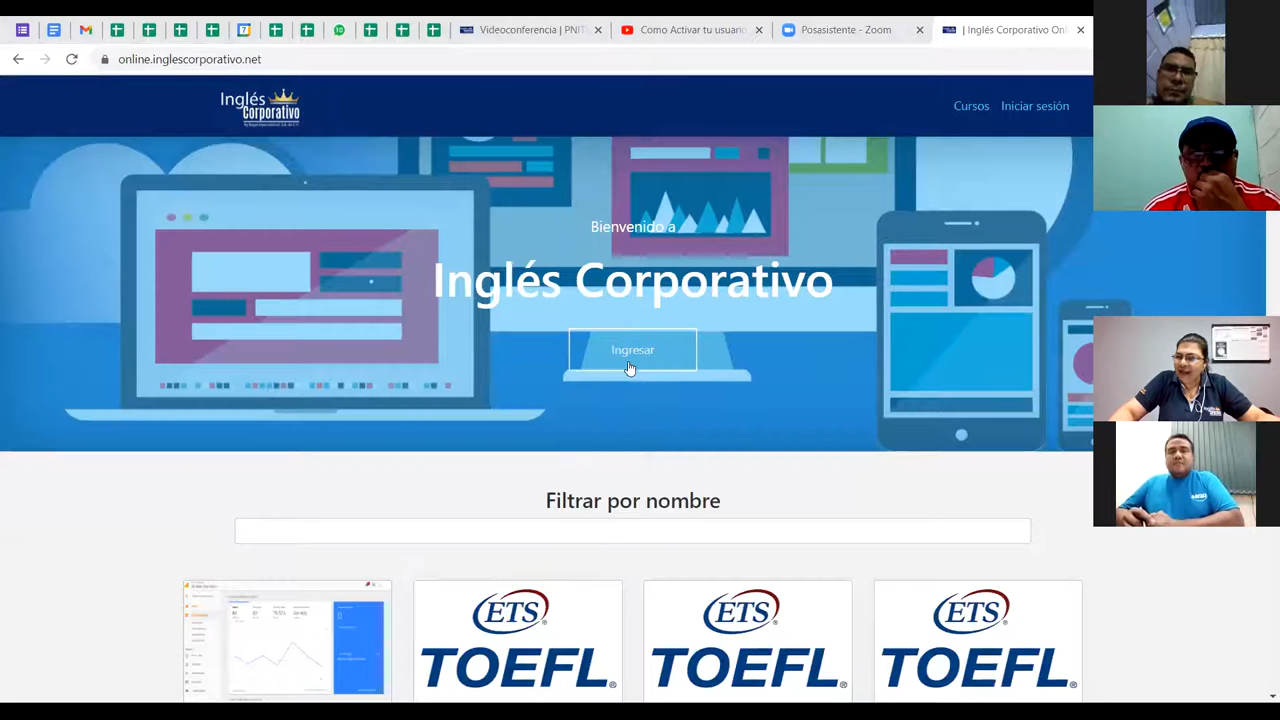 Videoconferencia | PNIT
Como Activar tu usuario
Posasistente - Zoom
| Inglés Corporativo Onl
online.inglescorporativo.net
Inglés
Corporativo
Cursos
Iniciar sesión
Bienvenido a
Inglés Corporativo
Ingresar
Filtrar por nombre
ETS
TOEFL
ETS
TOEFL
ETS
TOEFL